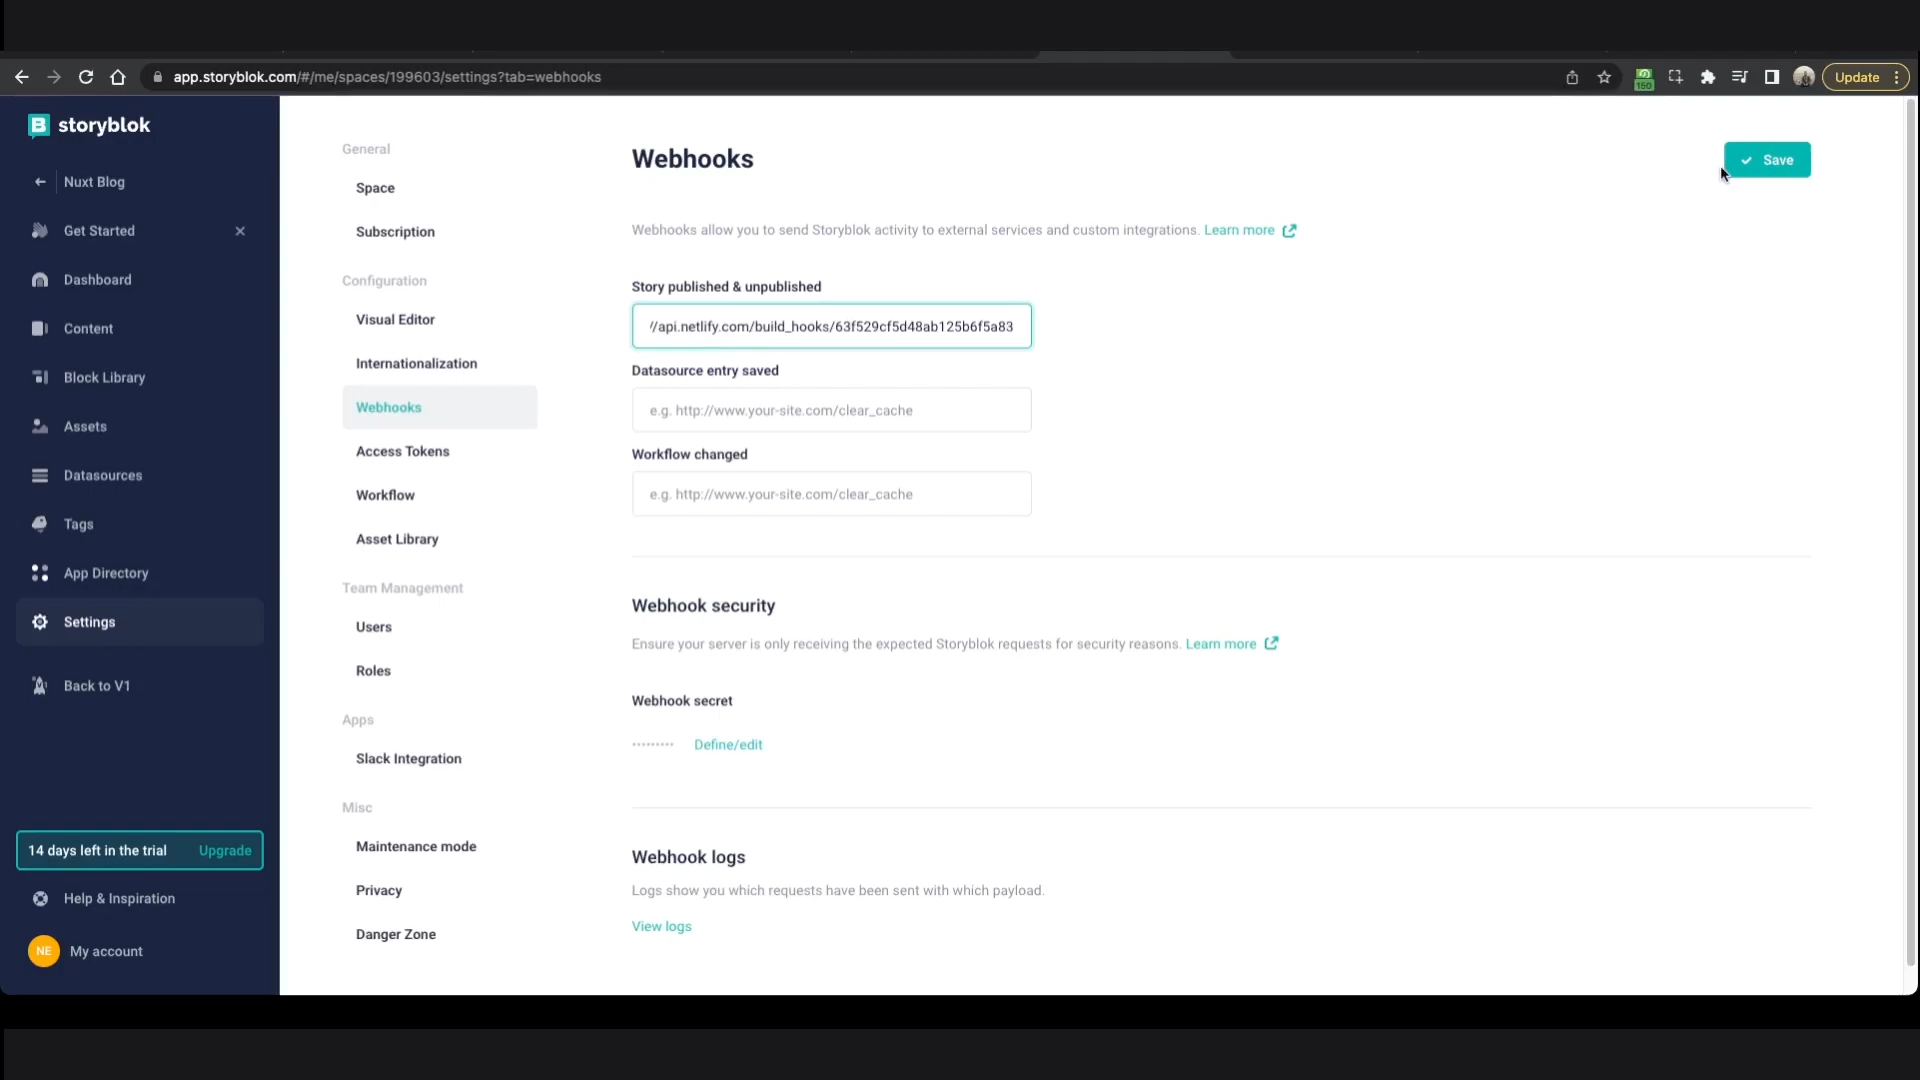 app.storyblok.com/#/me/spaces/199603/settings?tab=webhooks
150
Update
storyblok
Nuxt Blog
Get Started
Dashboard
Content
Block Library
Assets
Datasources
Tags
App Directory
Settings
Back to V1
14 days left in the trial Upgrade
Help & Inspiration
NE My account
General
Space
Subscription
Configuration
Visual Editor
Internationalization
Webhooks
Access Tokens
Workflow
Asset Library
Team Management
Users
Roles
Apps
Slack Integration
Misc
Maintenance mode
Privacy
Danger Zone
Webhooks
Save
Webhooks allow you to send Storyblok activity to external services and custom integrations. Learn more
Story published & unpublished
//api.netlify.com/build_hooks/63f529cf5d48ab125b6f5a83
Datasource entry saved
e.g. http://www.your-site.com/clear_cache
Workflow changed
e.g. http://www.your-site.com/clear_cache
Webhook security
Ensure your server is only receiving the expected Storyblok requests for security reasons. Learn more
Webhook secret
Define/edit
Webhook logs
Logs show you which requests have been sent with which payload.
View logs